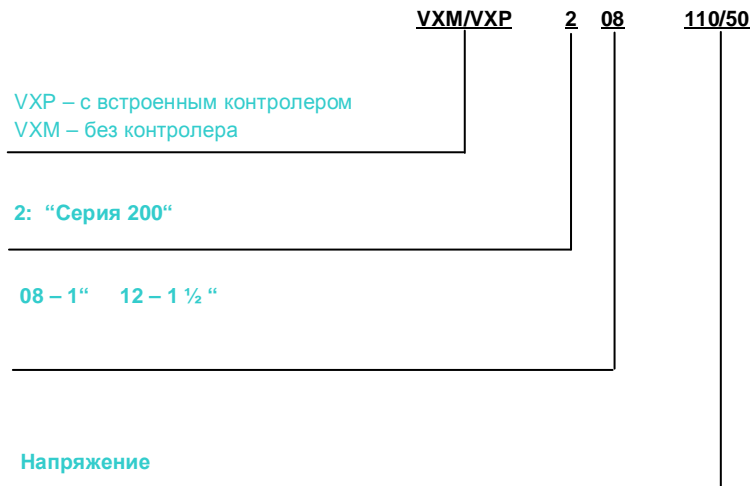 VXM/VXP 2 08 110/50
VXP – с встроенным контролером
VXM – без контролера
2: “Серия 200“
08 – 1“ 12 – 1 ½ “
Напряжение